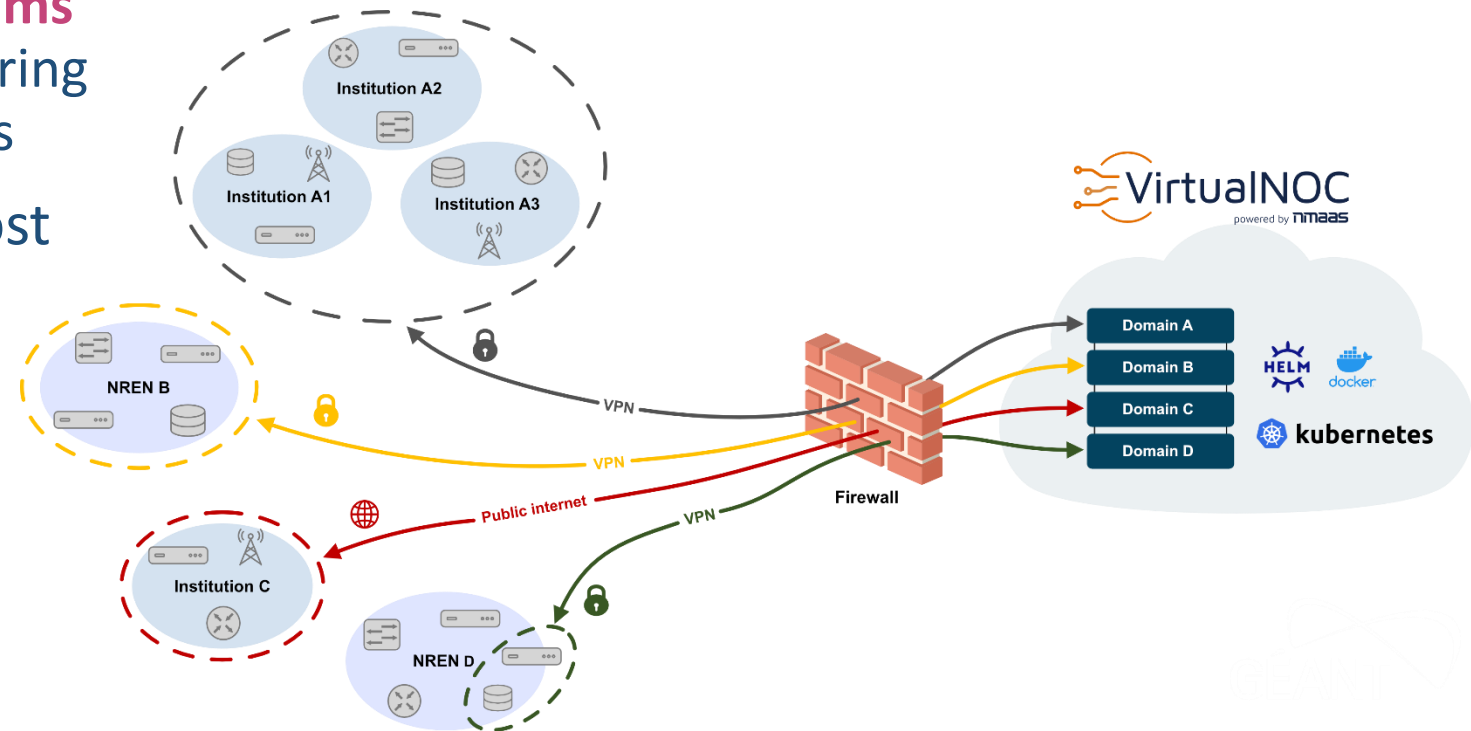 ms
ring
s
ost
Institution A2
Institution A1
Institution A3
VirtualNOC
powered by nmaas
NREN B
VPN
VPN
Public internet
VPN
Institution C
NREN D
Firewall
Domain A
Domain B
Domain C
Domain D
HELM
docker
kubernetes
GEANT